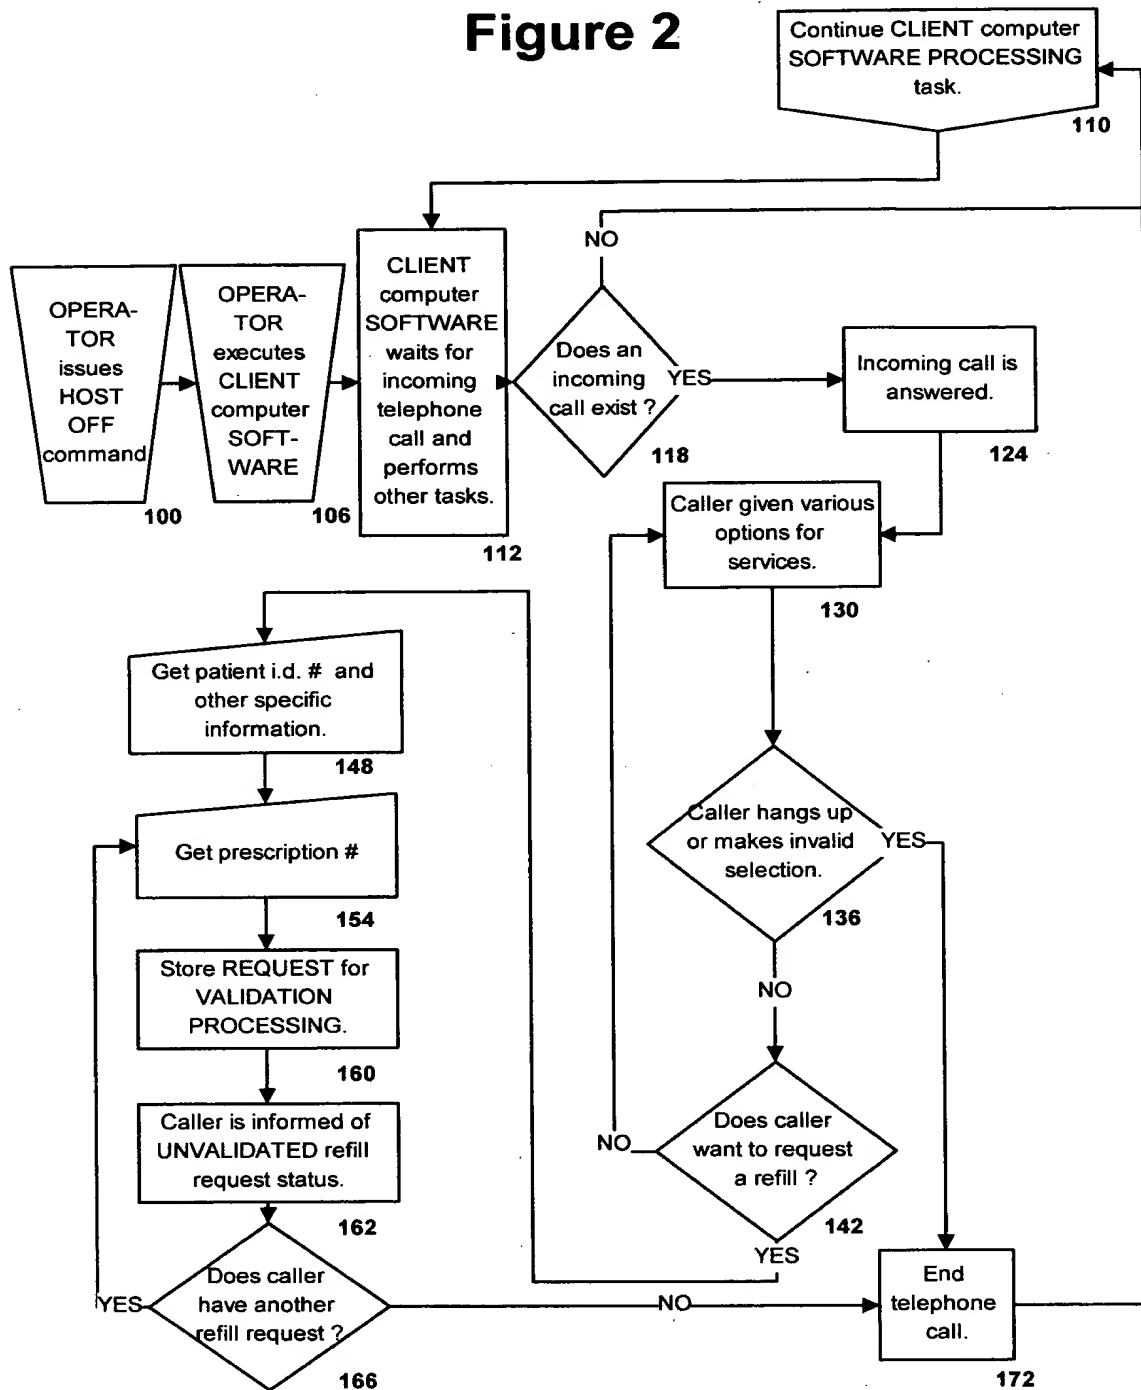 Figure 2
Continue CLIENT computer
SOFTWARE PROCESSING
task.
110
NO
OPERA-
TOR
issues
HOST
OFF
command
100
OPERA-
TOR
executes
CLIENT
computer
SOFT-
WARE
106
CLIENT
computer
SOFTWARE
waits for
incoming
telephone
call and
performs
other tasks.
112
Does an
incoming
call exist ?
YES
118
Incoming call is
answered.
124
Caller given various
options for
services.
130
Get patient i.d. # and
other specific
information.
148
Get prescription #
154
Store REQUEST for
VALIDATION
PROCESSING.
160
Caller is informed of
UNVALIDATED refill
request status.
162
Does caller
have another
refill request ?
YES
NO
166
Caller hangs up
or makes invalid
selection.
YES
136
NO
Does caller
want to request
a refill ?
NO
142
YES
End
telephone
call.
172